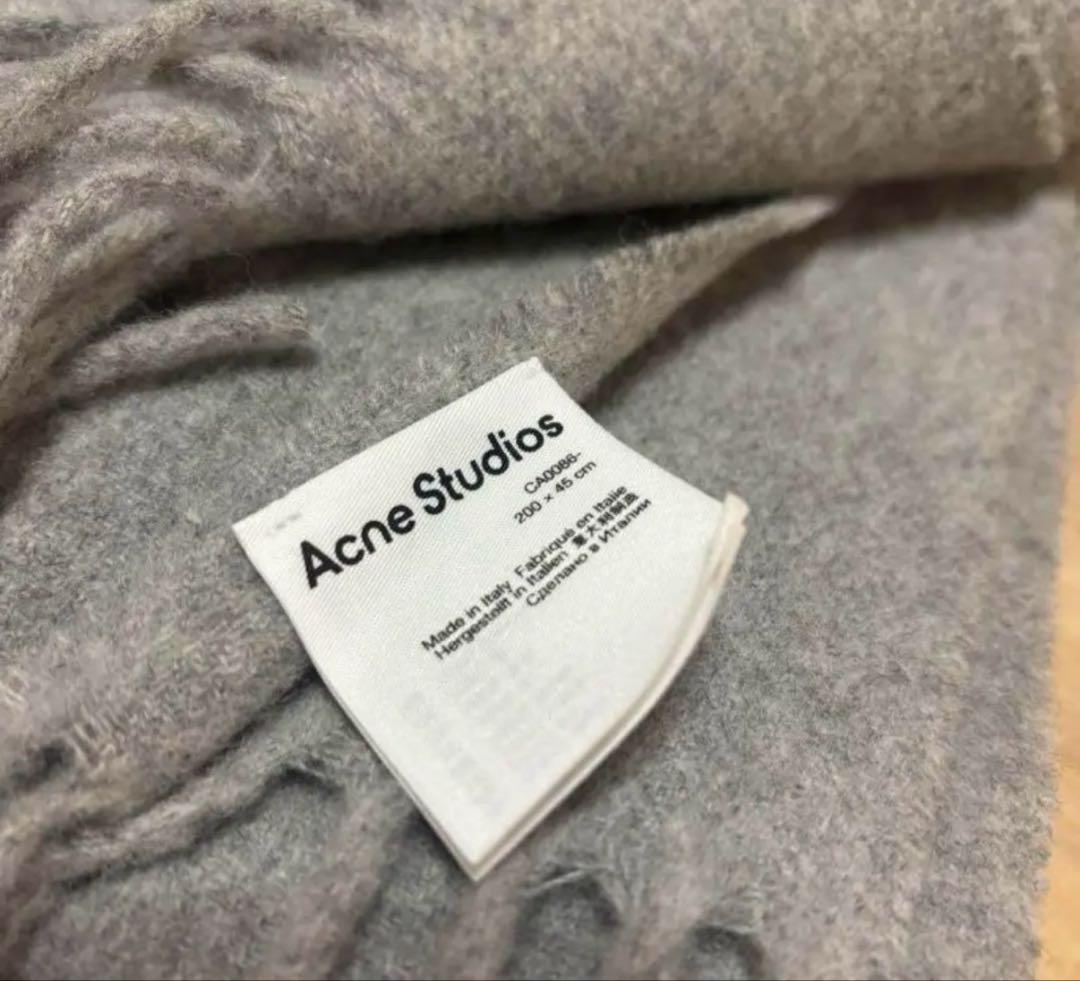 Acne Studios
CA0086-
200 x 45 cm
Made in Italy Fabriqué en Italie
Hergestellt in Italien 意大利制造
Сделано в Италии